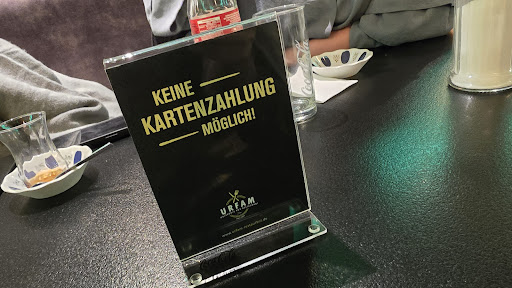 KEINE
KARTENZAHLUNG
MÖGLICH!
URFAM